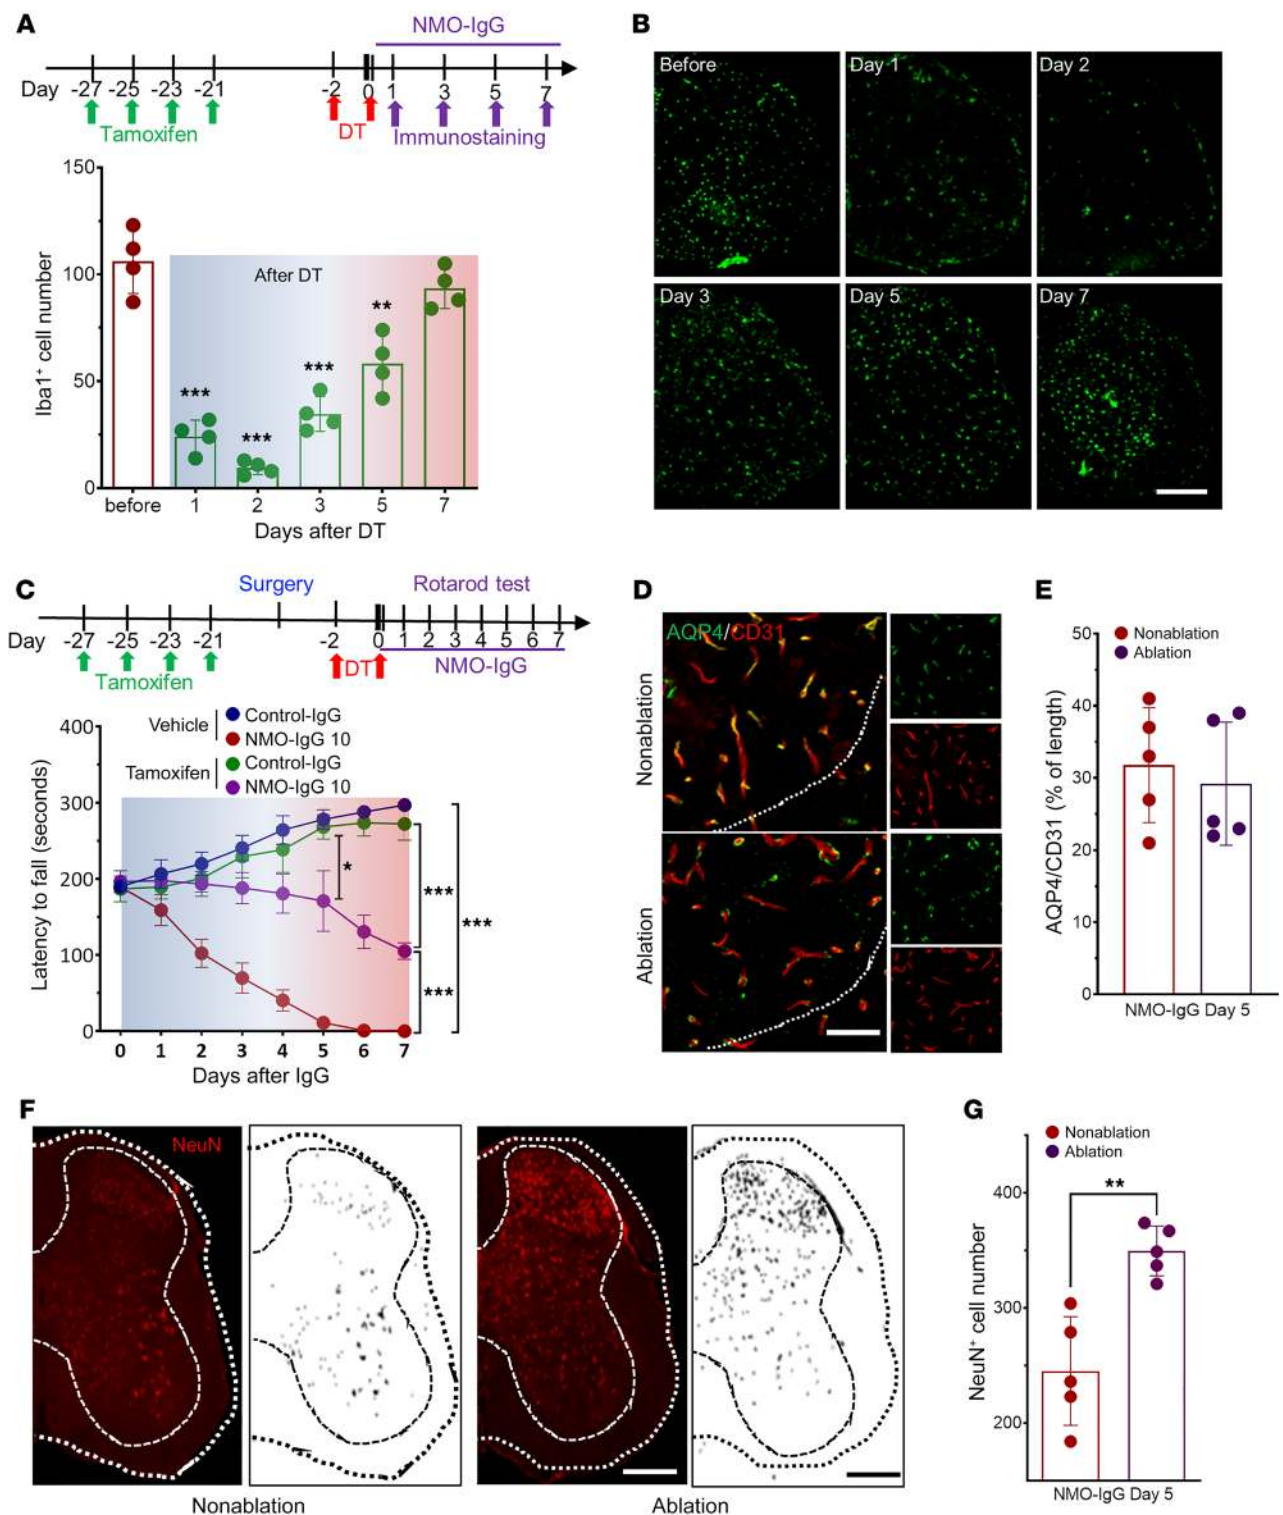 A
NMO-IgG
Day -27 -25 -23 -21 -2 0 1 3 5 7
Tamoxifen DT Immunostaining
150
100
50
0
Iba1⁺ cell number
After DT
***
***
***
**
before 1 2 3 5 7
Days after DT
B
Before Day 1 Day 2
Day 3 Day 5 Day 7
C
Surgery Rotarod test
Day -27 -25 -23 -21 -2 0 1 2 3 4 5 6 7
Tamoxifen DT NMO-IgG
Vehicle Control-IgG
NMO-IgG 10
Tamoxifen Control-IgG
NMO-IgG 10
400
300
200
100
0
Latency to fall (seconds)
*
***
***
***
0 1 2 3 4 5 6 7
Days after IgG
D
AQP4/CD31
Nonablation
Ablation
E
Nonablation
Ablation
50
40
30
20
10
0
AQP4/CD31 (% of length)
NMO-IgG Day 5
F
NeuN
Nonablation Ablation
G
Nonablation
Ablation
**
400
300
200
NeuN⁺ cell number
NMO-IgG Day 5